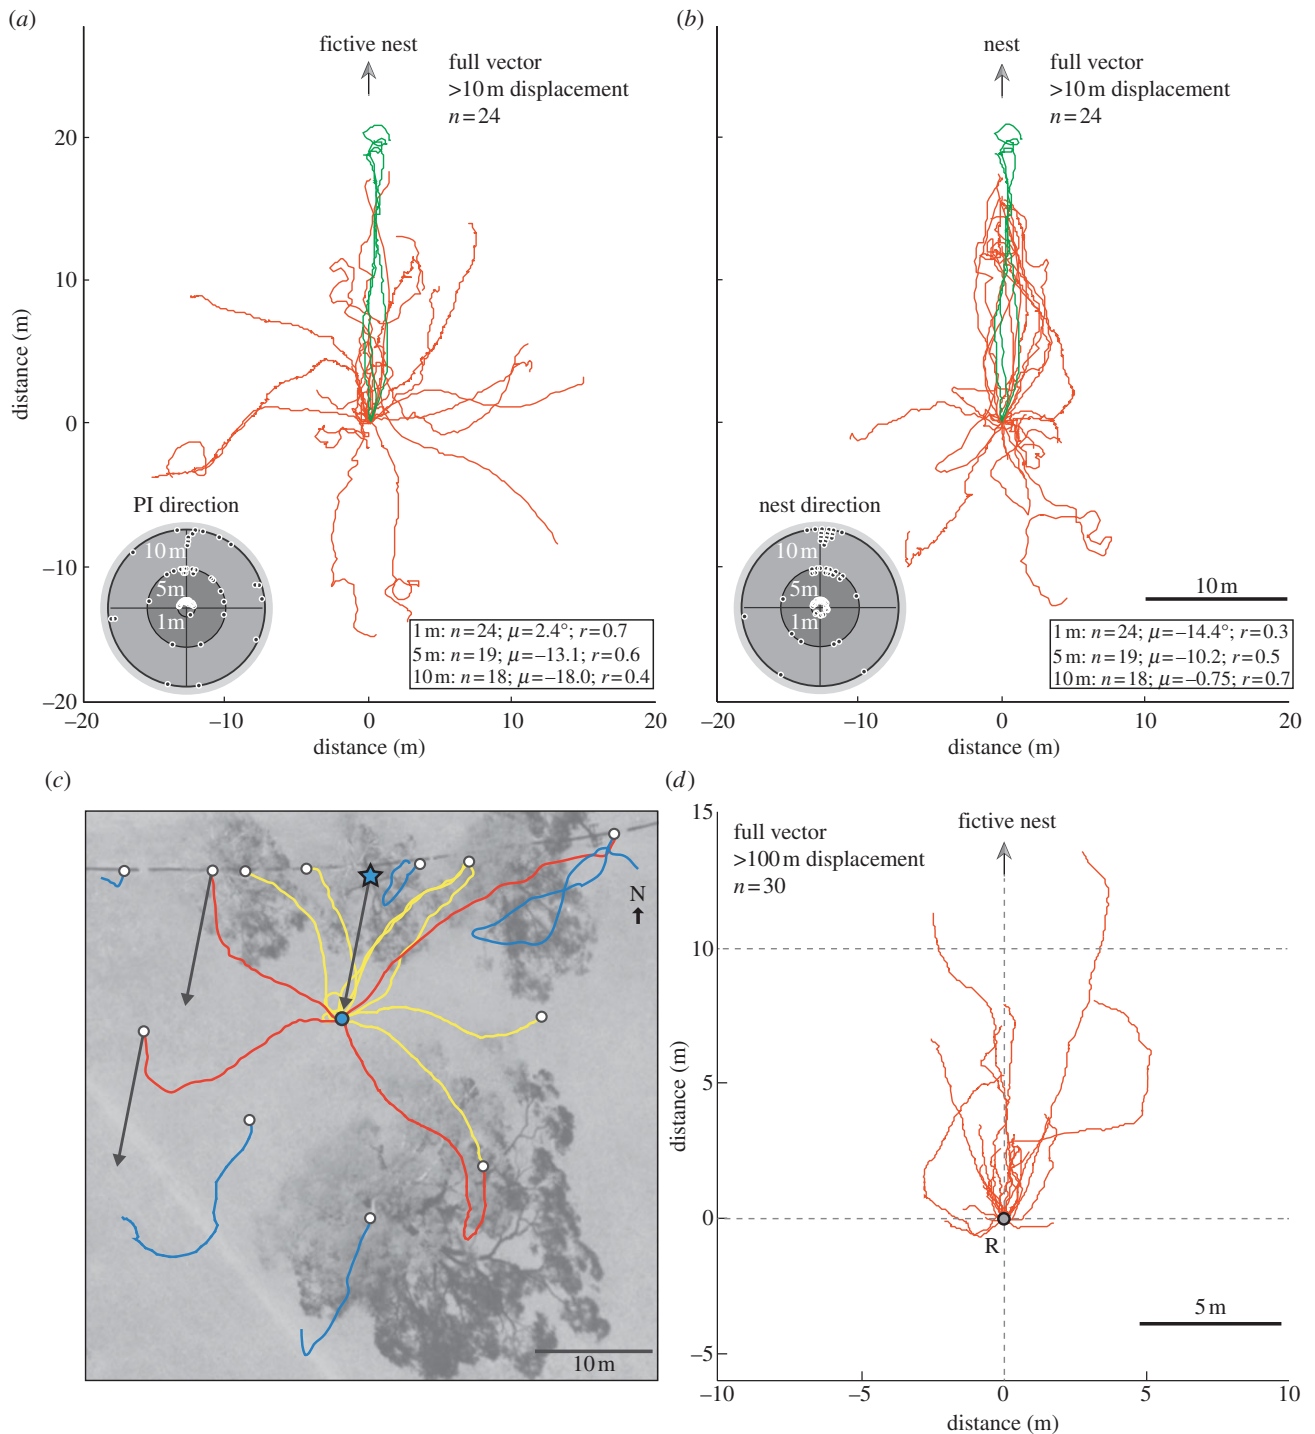 (a)
fictive nest
full vector
>10 m displacement
n=24
20
10
0
−10
−20
distance (m)
PI direction
10 m
5 m
1 m
1 m: n=24; μ=2.4°; r=0.7
5 m: n=19; μ=−13.1; r=0.6
10 m: n=18; μ=−18.0; r=0.4
−20
−10
0
10
20
distance (m)
(b)
nest
full vector
>10 m displacement
n=24
nest direction
10 m
5 m
1 m
10 m
1 m: n=24; μ=−14.4°; r=0.3
5 m: n=19; μ=−10.2; r=0.5
10 m: n=18; μ=−0.75; r=0.7
−20
−10
0
10
20
distance (m)
(c)
N
10 m
(d)
15
10
5
0
−5
distance (m)
full vector
>100 m displacement
n=30
fictive nest
R
5 m
−10
−5
0
5
10
distance (m)